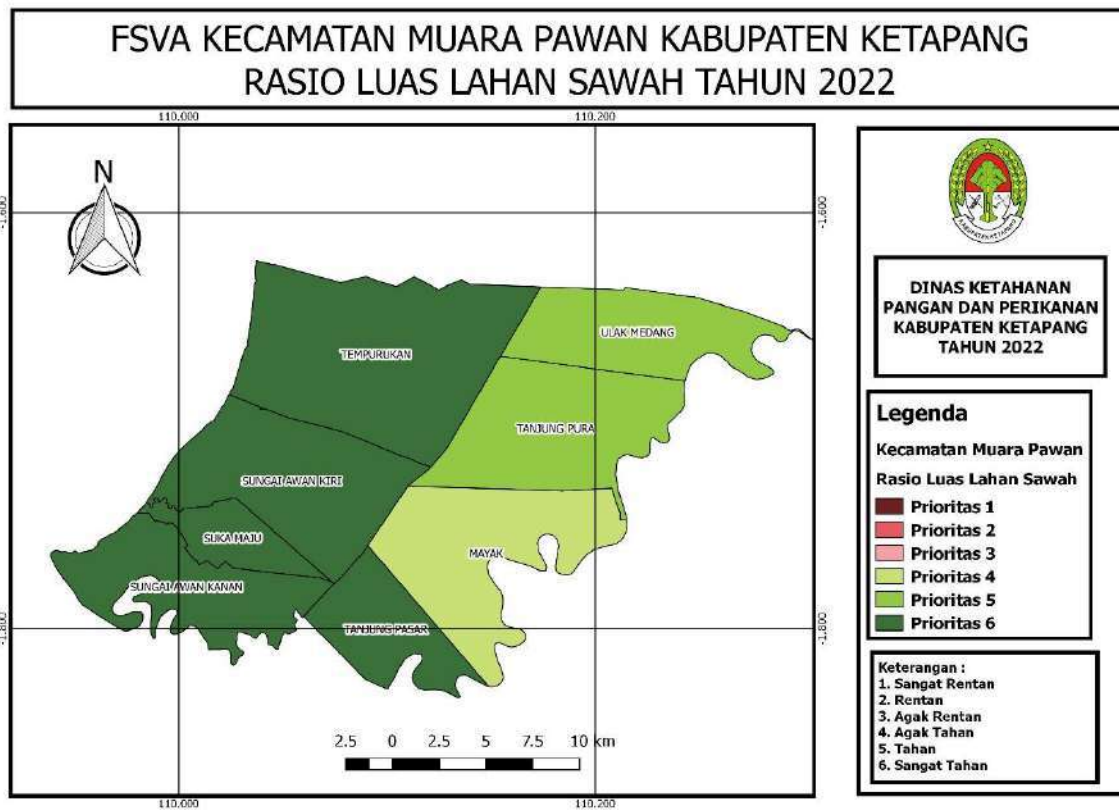 FSVA KECAMATAN MUARA PAWAN KABUPATEN KETAPANG
RASIO LUAS LAHAN SAWAH TAHUN 2022
110.000
110.200
N
-1.600
-1.600
ULAK MEDANG
TEMPURUKAN
TANJUNG PURA
SUNGAI AWAN KIRI
SUKA MAJU
MAYAK
SUNGAI AWAN KANAN
TANJUNG PASAR
-1.800
-1.800
2.5 0 2.5 5 7.5 10 km
110.000
110.200
KABUPATEN KETAPANG
DINAS KETAHANAN
PANGAN DAN PERIKANAN
KABUPATEN KETAPANG
TAHUN 2022
Legenda
Kecamatan Muara Pawan
Rasio Luas Lahan Sawah
Prioritas 1
Prioritas 2
Prioritas 3
Prioritas 4
Prioritas 5
Prioritas 6
Keterangan :
1. Sangat Rentan
2. Rentan
3. Agak Rentan
4. Agak Tahan
5. Tahan
6. Sangat Tahan